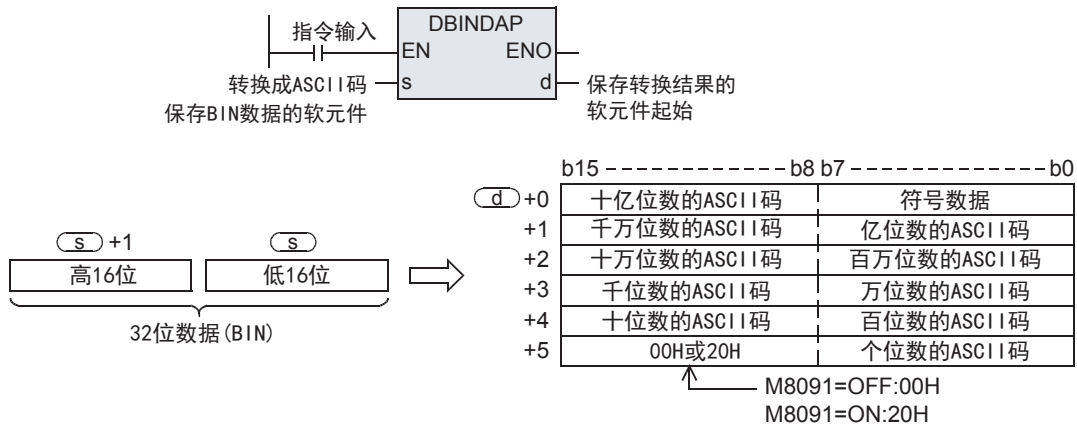 指令输入
DBINDAP
EN ENO
转换成ASCII码 s d 保存转换结果的
保存BIN数据的软元件 软元件起始
b15 b8 b7 b0
d +0 十亿位数的ASCII码 符号数据
+1 千万位数的ASCII码 亿位数的ASCII码
+2 十万位数的ASCII码 百万位数的ASCII码
+3 千位数的ASCII码 万位数的ASCII码
+4 十位数的ASCII码 百位数的ASCII码
+5 00H或20H 个位数的ASCII码
s +1 s
高16位 低16位
32位数据(BIN)
M8091=OFF:00H
M8091=ON:20H